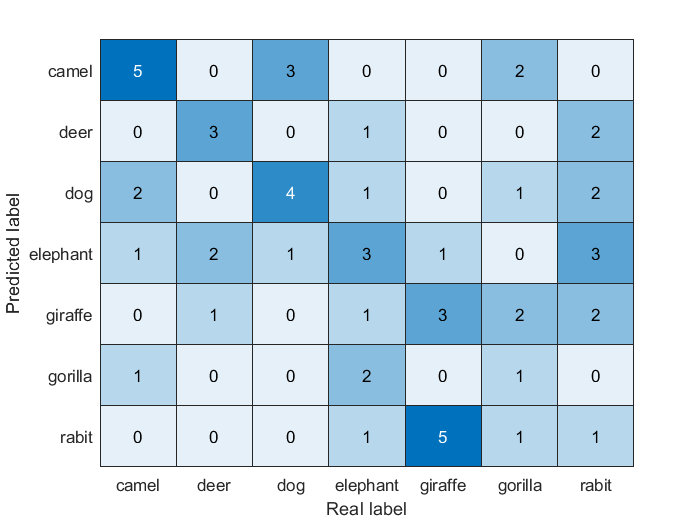 camel 5 0 3 0 0 2 0
deer 0 3 0 1 0 0 2
dog 2 0 4 1 0 1 2
elephant 1 2 1 3 1 0 3
giraffe 0 1 0 1 3 2 2
gorilla 1 0 0 2 0 1 0
rabit 0 0 0 1 5 1 1
camel deer dog elephant giraffe gorilla rabit
Real label
Predicted label